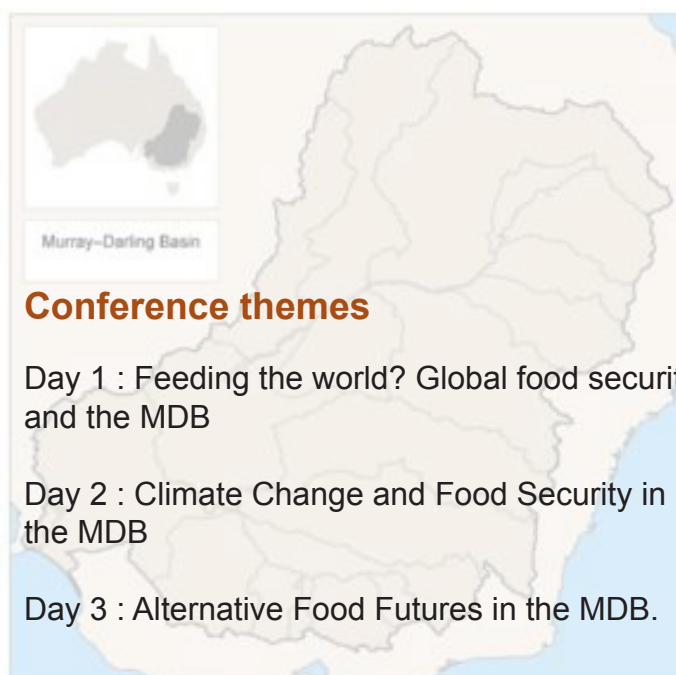 Murray–Darling Basin
Conference themes
Day 1 : Feeding the world? Global food securit
and the MDB
Day 2 : Climate Change and Food Security in
the MDB
Day 3 : Alternative Food Futures in the MDB.